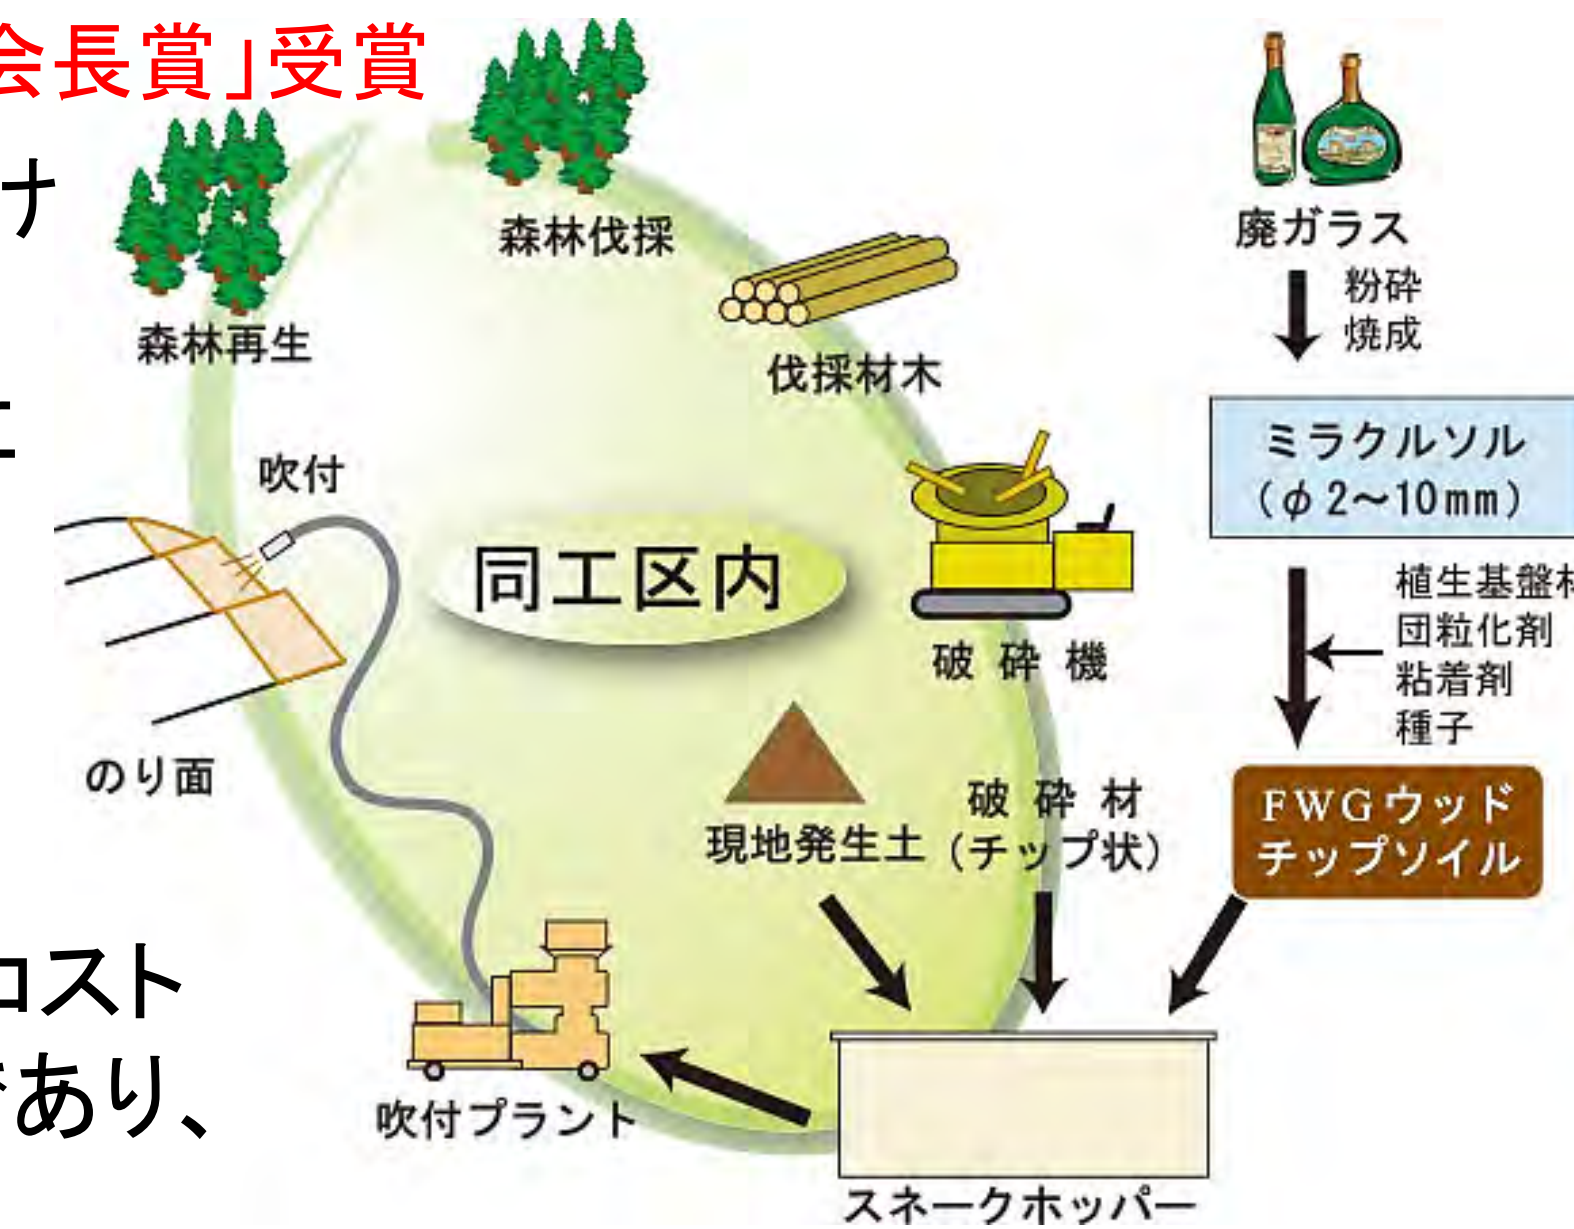 会長賞」受賞
け
コスト
あり、
森林伐採
森林再生
伐採材木
吹付
同工区内
破砕機
のり面
現地発生土
破砕材
(チップ状)
吹付プラント
スネークホッパー
廃ガラス
粉砕
焼成
ミラクルソル
(φ2～10mm)
植生基盤材
団粒化剤
粘着剤
種子
FWGウッド
チップソイル